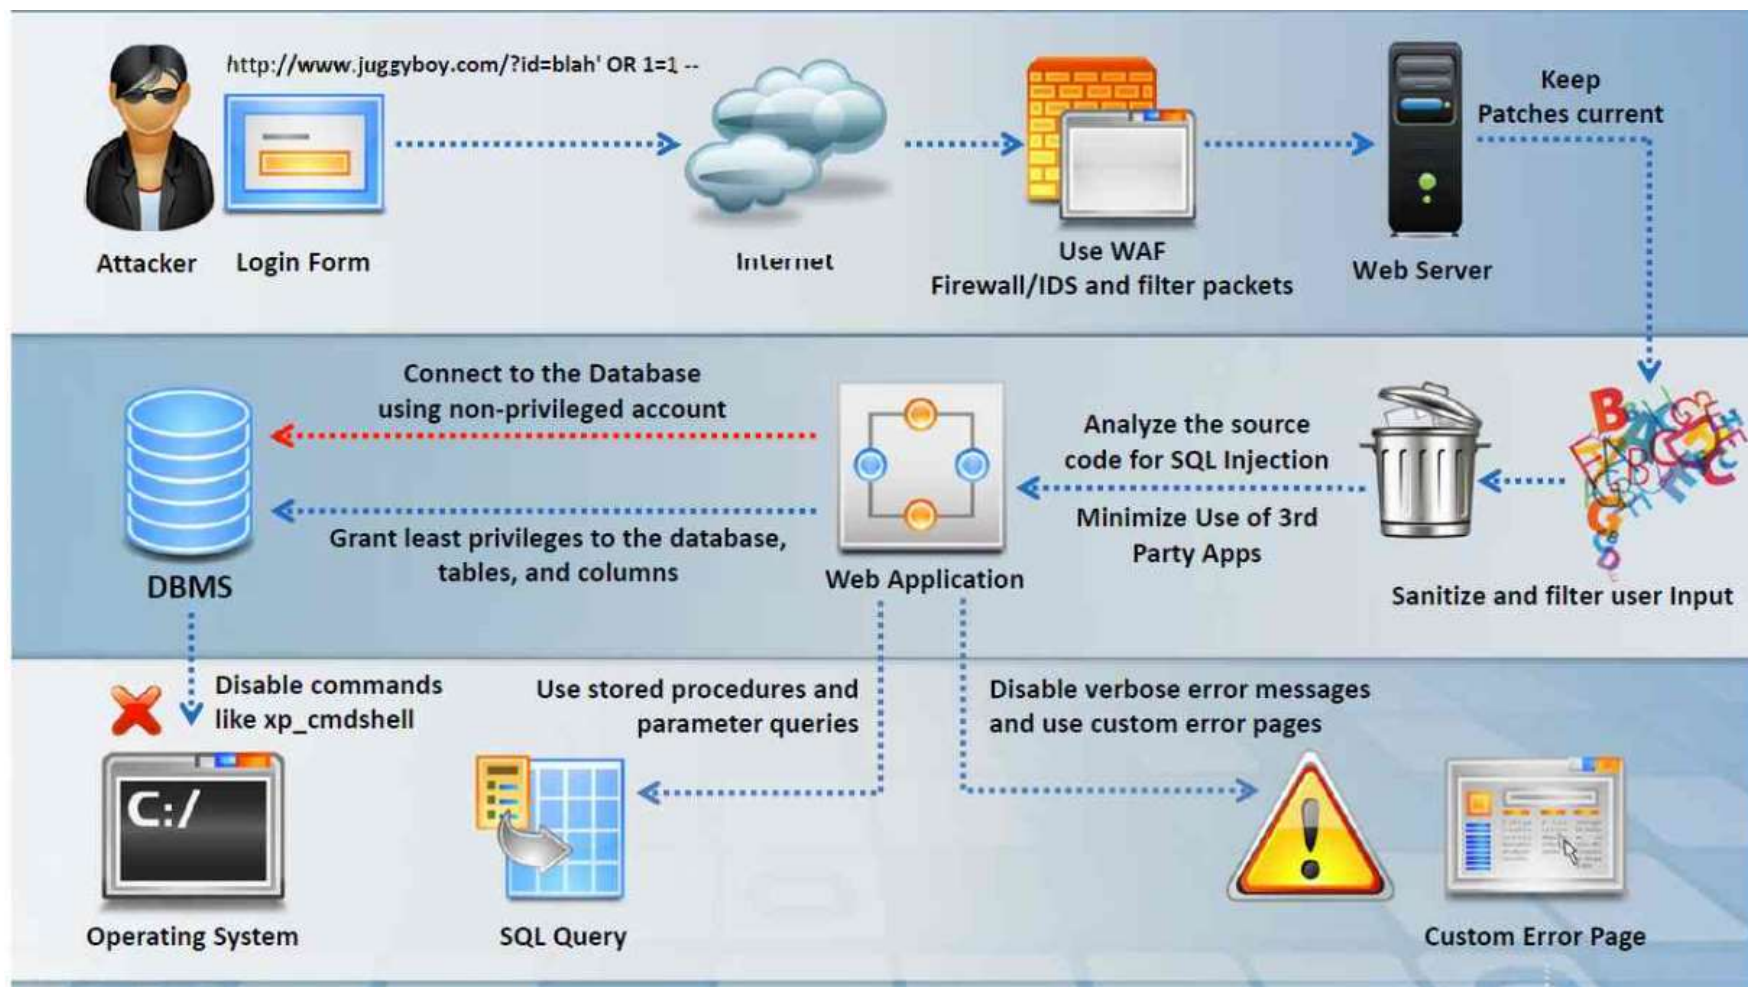 http://www.juggyboy.com/?id=blah' OR 1=1 --
Keep
Patches current
Attacker
Login Form
Internet
Use WAF
Firewall/IDS and filter packets
Web Server
Connect to the Database
using non-privileged account
Analyze the source
code for SQL Injection
Minimize Use of 3rd
Party Apps
Grant least privileges to the database,
tables, and columns
DBMS
Web Application
Sanitize and filter user Input
Disable commands
like xp_cmdshell
Use stored procedures and
parameter queries
Disable verbose error messages
and use custom error pages
C:/
Operating System
SQL Query
Custom Error Page